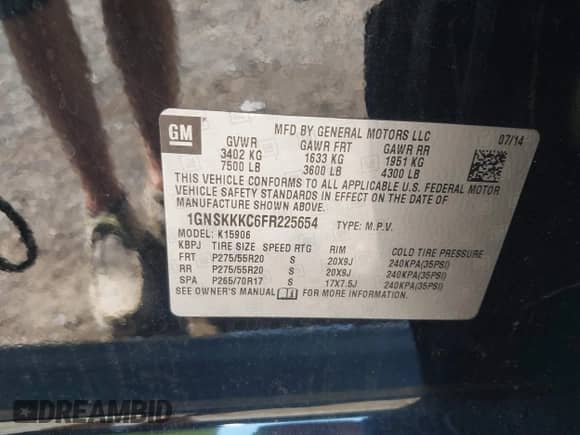 GM
MFD BY GENERAL MOTORS LLC
07/14
GVWR GAWR FRT GAWR RR
3402 KG 1633 KG 1951 KG
7500 LB 3600 LB 4300 LB
THIS VEHICLE CONFORMS TO ALL APPLICABLE U.S. FEDERAL MOTOR
VEHICLE SAFETY STANDARDS IN EFFECT ON THE DATE OF
MANUFACTURE SHOWN ABOVE.
1GNSKKKC6FR225654 TYPE: M.P.V.
MODEL: K15906
KBPJ TIRE SIZE SPEED RTG RIM COLD TIRE PRESSURE
FRT P275/55R20 S 20X9J 240KPA(35PSI)
RR P275/55R20 S 20X9J 240KPA(35PSI)
SPA P265/70R17 S 17X7.5J 240KPA(35PSI)
SEE OWNER'S MANUAL FOR MORE INFORMATION.
DREAMBID